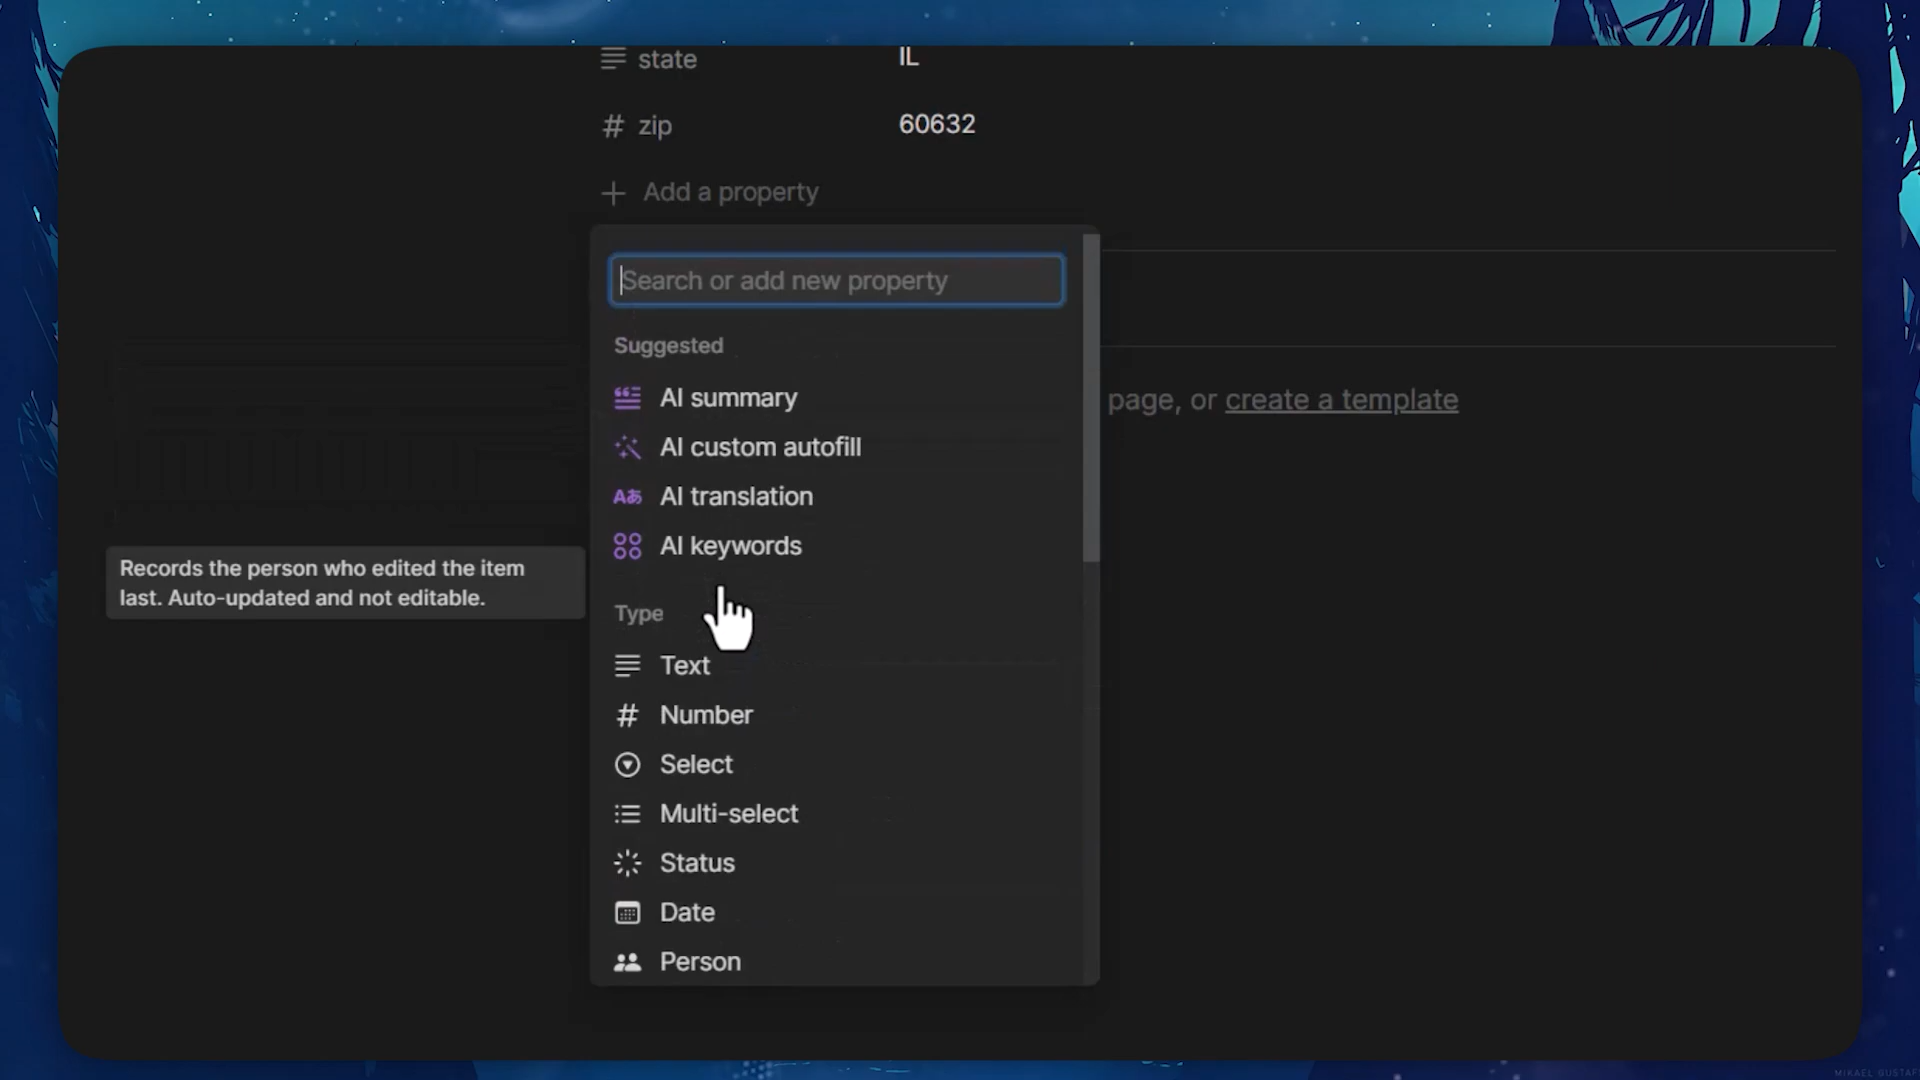 state IL
zip 60632
Add a property
Search or add new property
Suggested
AI summary
AI custom autofill
page, or create a template
AI translation
AI keywords
Records the person who edited the item
last. Auto-updated and not editable.
Type
Text
Number
Select
Multi-select
Status
Date
Person